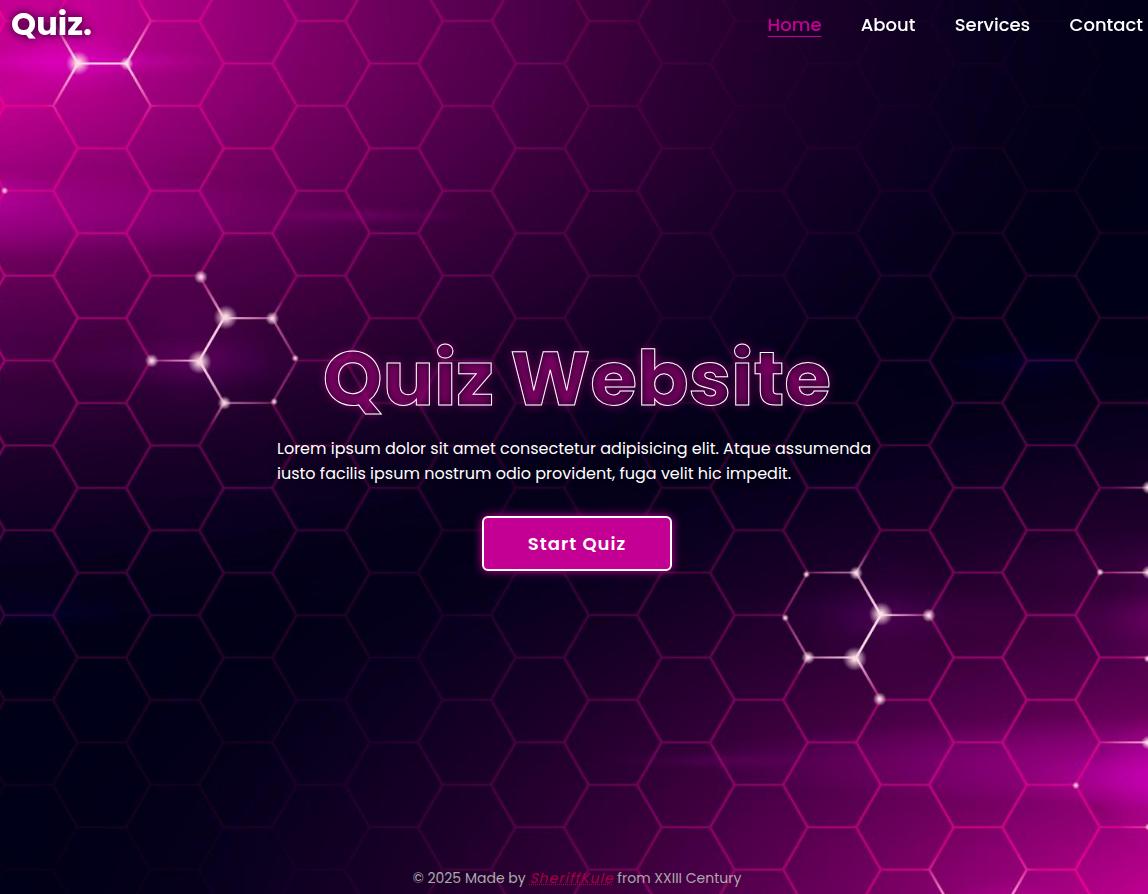 Quiz.
Home About Services Contact
Quiz Website
Lorem ipsum dolor sit amet consectetur adipisicing elit. Atque assumenda
iusto facilis ipsum nostrum odio provident, fuga velit hic impedit.
Start Quiz
© 2025 Made by SheriffKule from XXIII Century